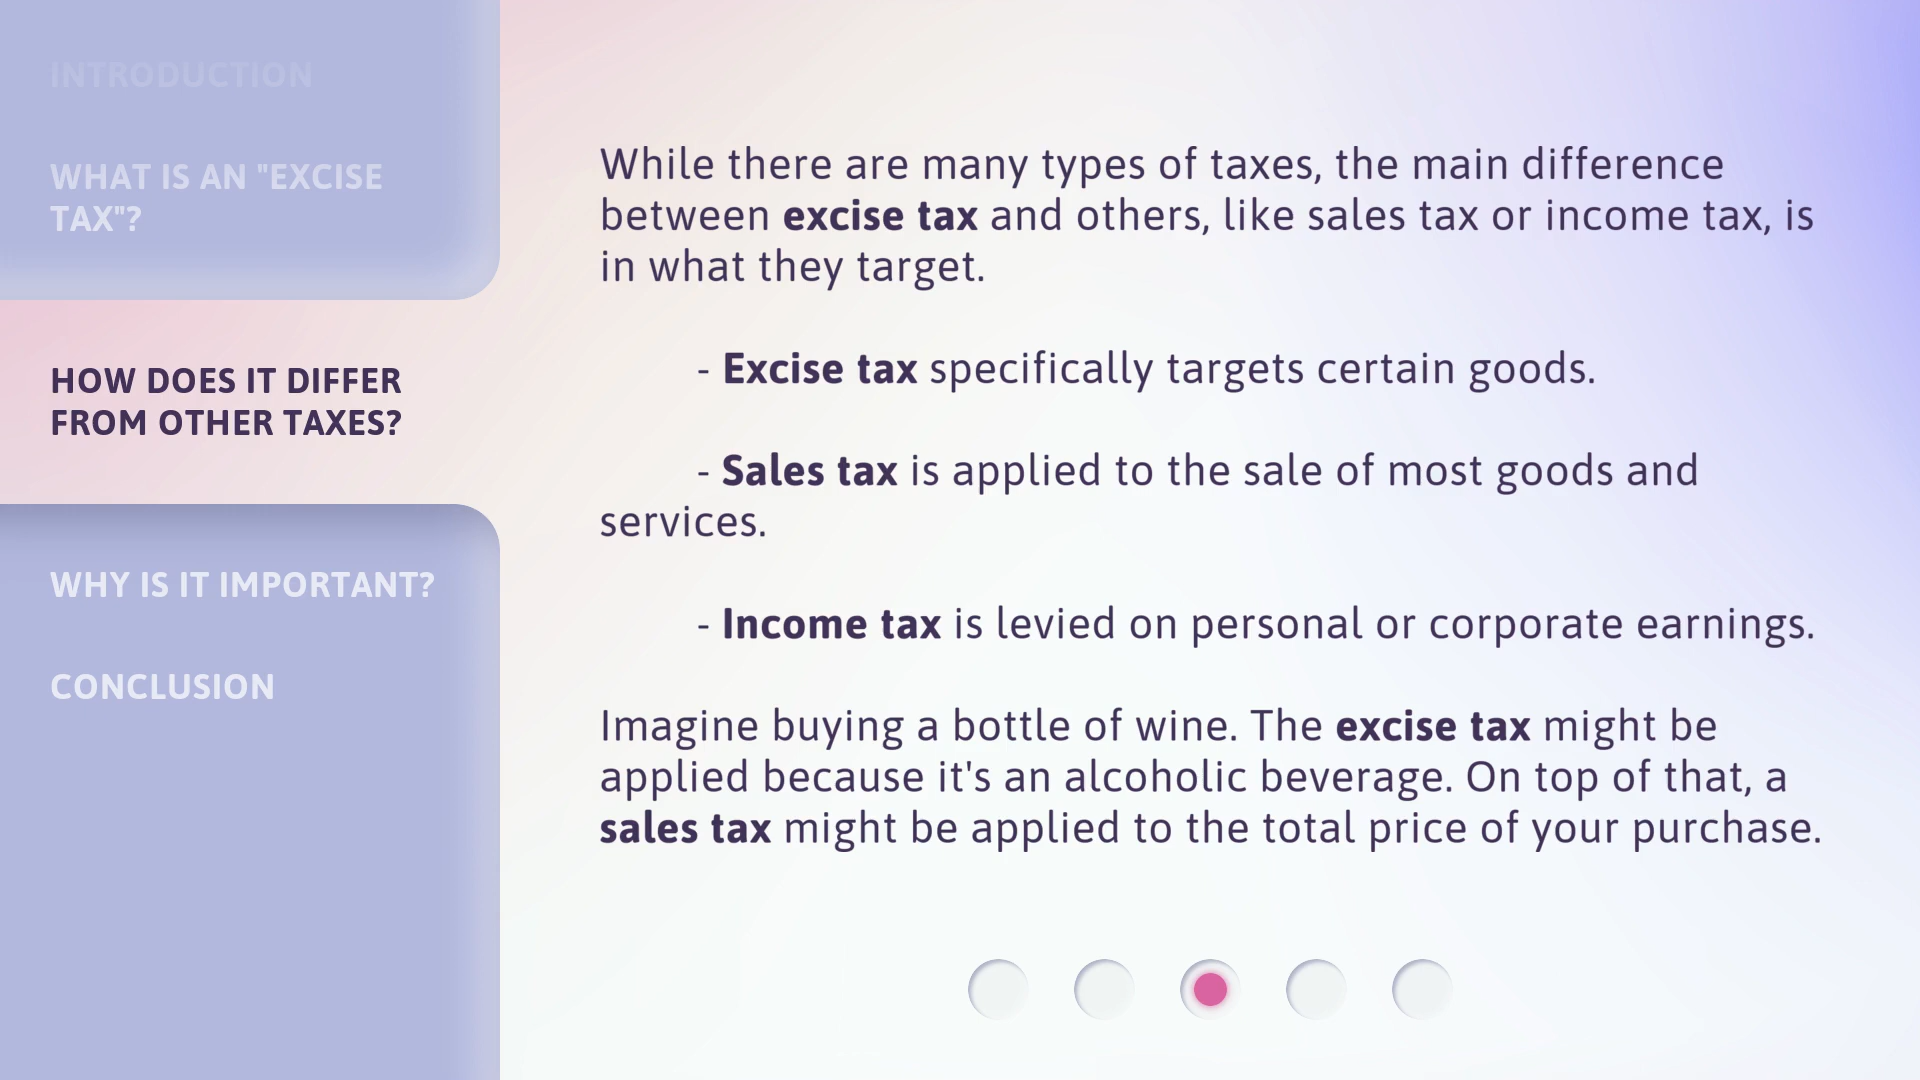 INTRODUCTION
WHAT IS AN "EXCISE
TAX"?
HOW DOES IT DIFFER
FROM OTHER TAXES?
WHY IS IT IMPORTANT?
CONCLUSION
While there are many types of taxes, the main difference
between excise tax and others, like sales tax or income tax, is
in what they target.
- Excise tax specifically targets certain goods.
- Sales tax is applied to the sale of most goods and
services.
- Income tax is levied on personal or corporate earnings.
Imagine buying a bottle of wine. The excise tax might be
applied because it's an alcoholic beverage. On top of that, a
sales tax might be applied to the total price of your purchase.